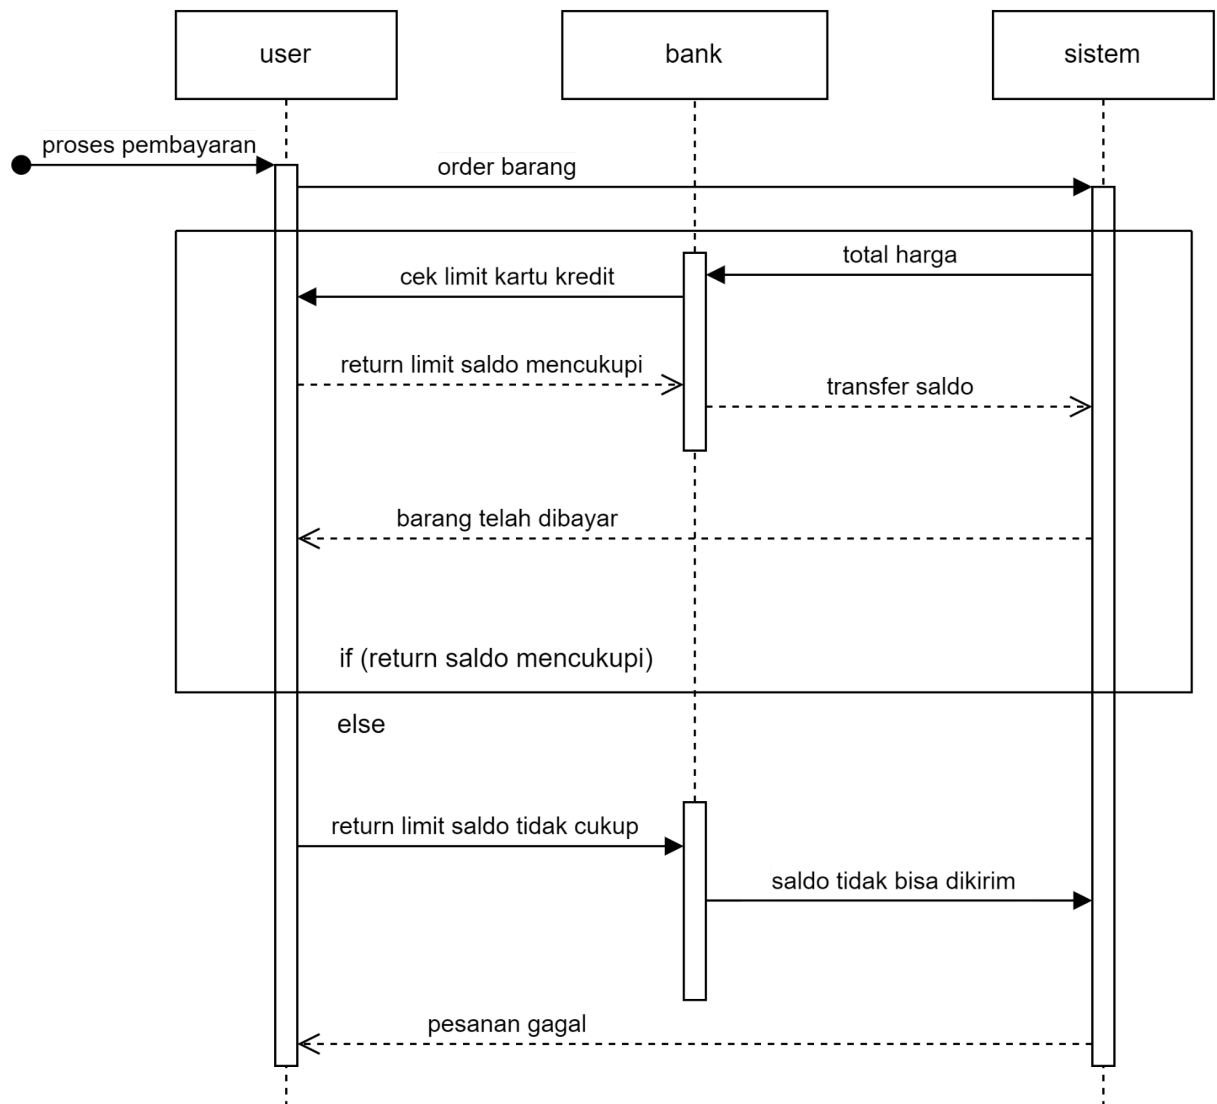 user
bank
sistem
proses pembayaran
order barang
total harga
cek limit kartu kredit
return limit saldo mencukupi
transfer saldo
barang telah dibayar
if (return saldo mencukupi)
else
return limit saldo tidak cukup
saldo tidak bisa dikirim
pesanan gagal